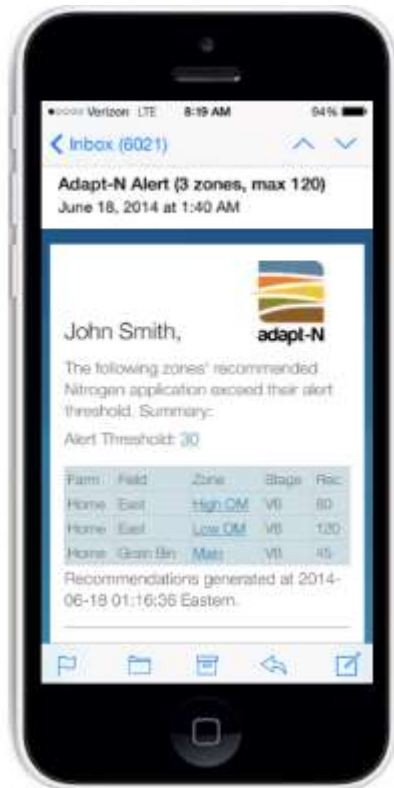 Verizon LTE 8:19 AM 94%
Inbox (6021)
Adapt-N Alert (3 zones, max 120)
June 18, 2014 at 1:40 AM
adapt-N
John Smith,
The following zones' recommended
Nitrogen application exceed their alert
threshold. Summary:
Alert Threshold: 30
Farm Field Zone Stage Rec
Home East High OM V6
Home East Low OM V6 120
Home Grain Bin Main V6 45
Recommendations generated at 2014-
06-18 01:16:36 Eastern.